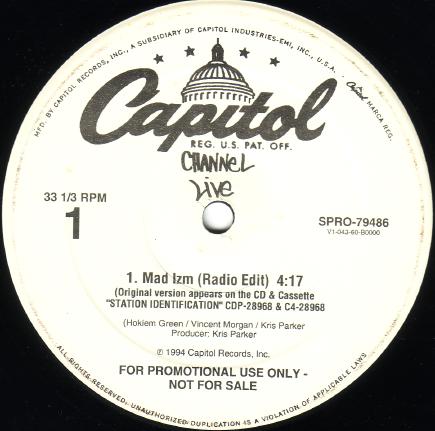 MFD. BY CAPITOL RECORDS, INC., A SUBSIDIARY OF CAPITOL INDUSTRIES-EMI, INC., U.S.A.
Capitol MARCA REG.
Capitol
REG. U.S. PAT. OFF.
CHANNEL
Live
33 1/3 RPM
1
SPRO-79486
V1-043-60-B0000
1. Mad Izm (Radio Edit) 4:17
(Original version appears on the CD & Cassette
"STATION IDENTIFICATION" CDP-28968 & C4-28968
(Hokiem Green / Vincent Morgan / Kris Parker
Producer: Kris Parker
℗ 1994 Capitol Records, Inc.
FOR PROMOTIONAL USE ONLY -
NOT FOR SALE
ALL RIGHTS RESERVED. UNAUTHORIZED DUPLICATION IS A VIOLATION OF APPLICABLE LAWS